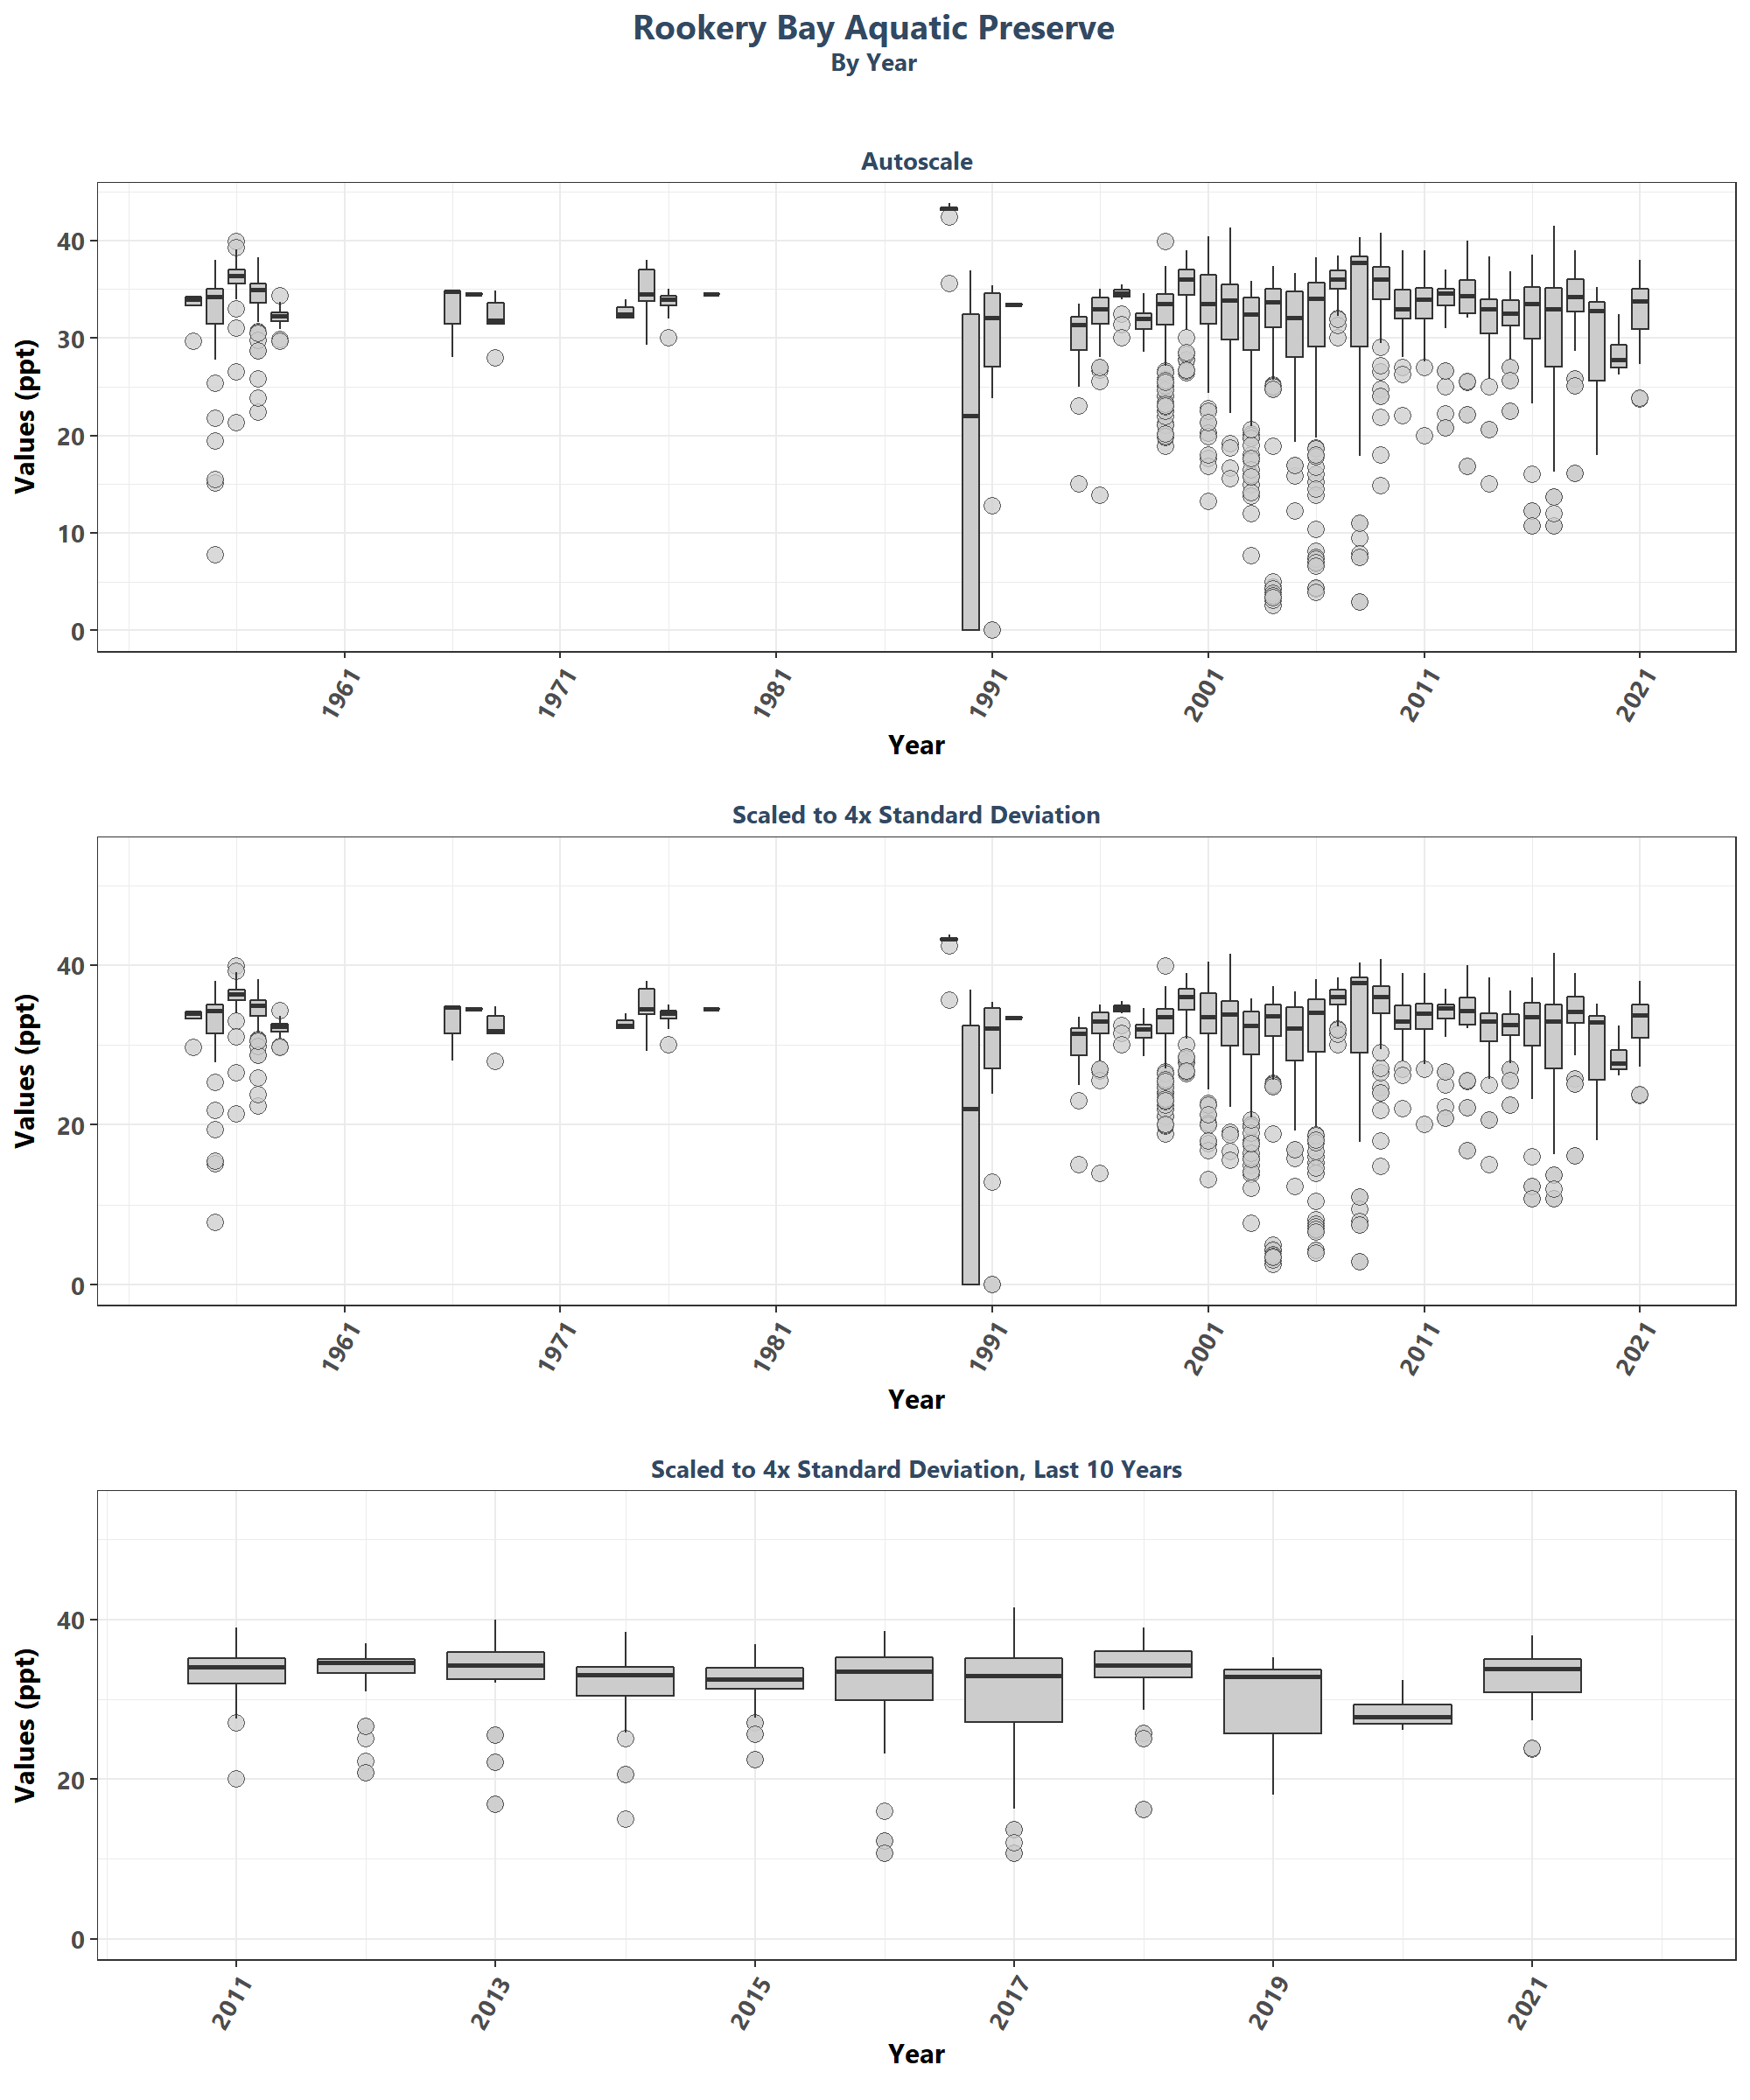 Rookery Bay Aquatic Preserve
By Year
Autoscale
Values (ppt)
40
30
20
10
0
1961 1971 1981 1991 2001 2011 2021
Year
Scaled to 4x Standard Deviation
Values (ppt)
40
20
0
1961 1971 1981 1991 2001 2011 2021
Year
Scaled to 4x Standard Deviation, Last 10 Years
Values (ppt)
40
20
0
2011 2013 2015 2017 2019 2021
Year